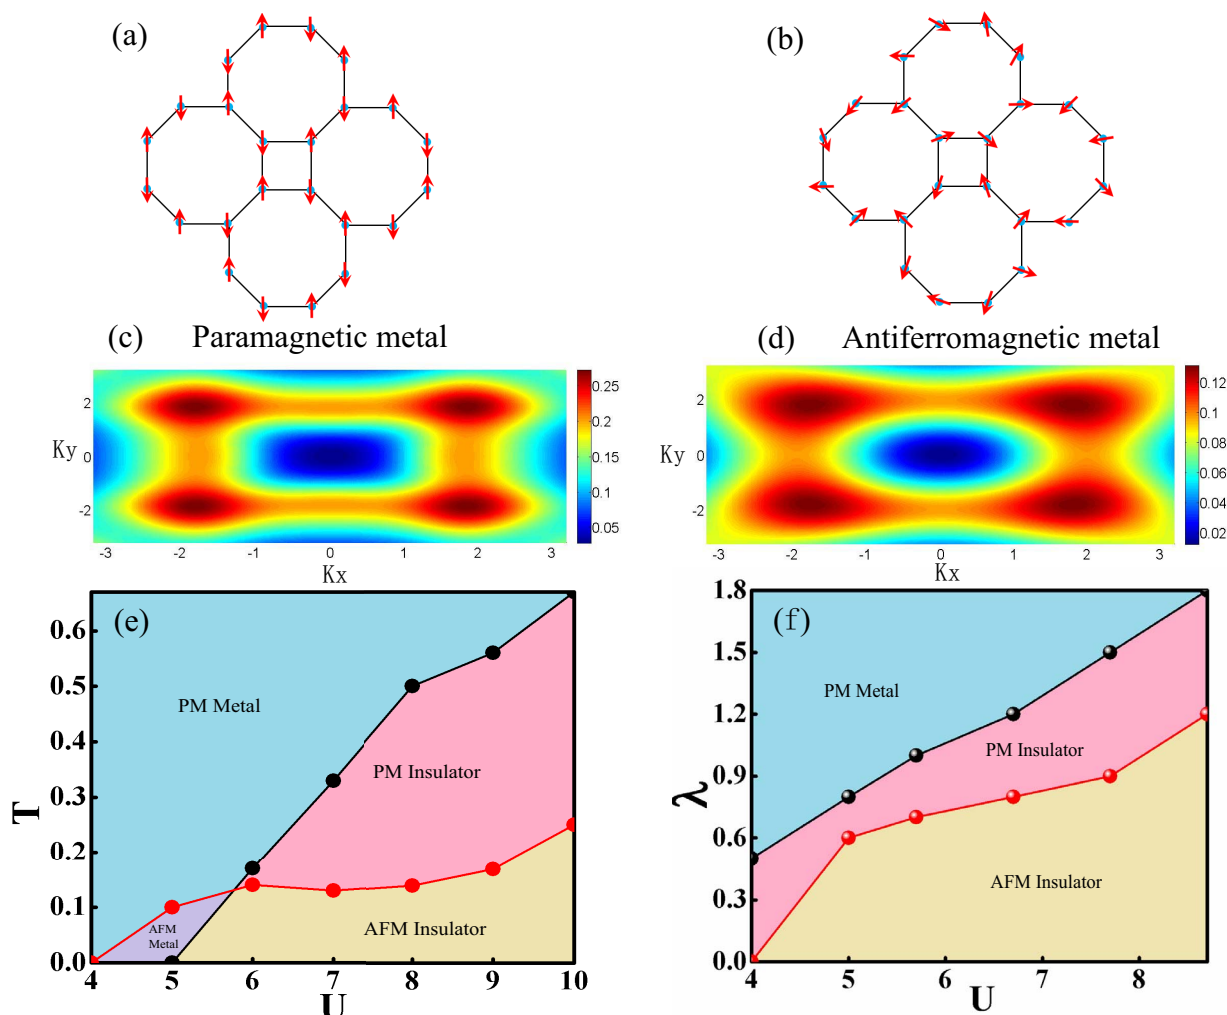 (a)
(b)
(c) Paramagnetic metal
(d) Antiferromagnetic metal
Ky
2
0
-2
-3 -2 -1 0 1 2 3
Kx
0.25
0.2
0.15
0.1
0.05
Ky
2
0
-2
-3 -2 -1 0 1 2 3
Kx
0.12
0.1
0.08
0.06
0.04
0.02
(e)
T
0.6
0.5
0.4
0.3
0.2
0.1
0.0
PM Metal
PM Insulator
AFM
Metal
AFM Insulator
4 5 6 7 8 9 10
U
(f)
λ
1.8
1.5
1.2
0.9
0.6
0.3
0.0
PM Metal
PM Insulator
AFM Insulator
4 5 6 7 8
U